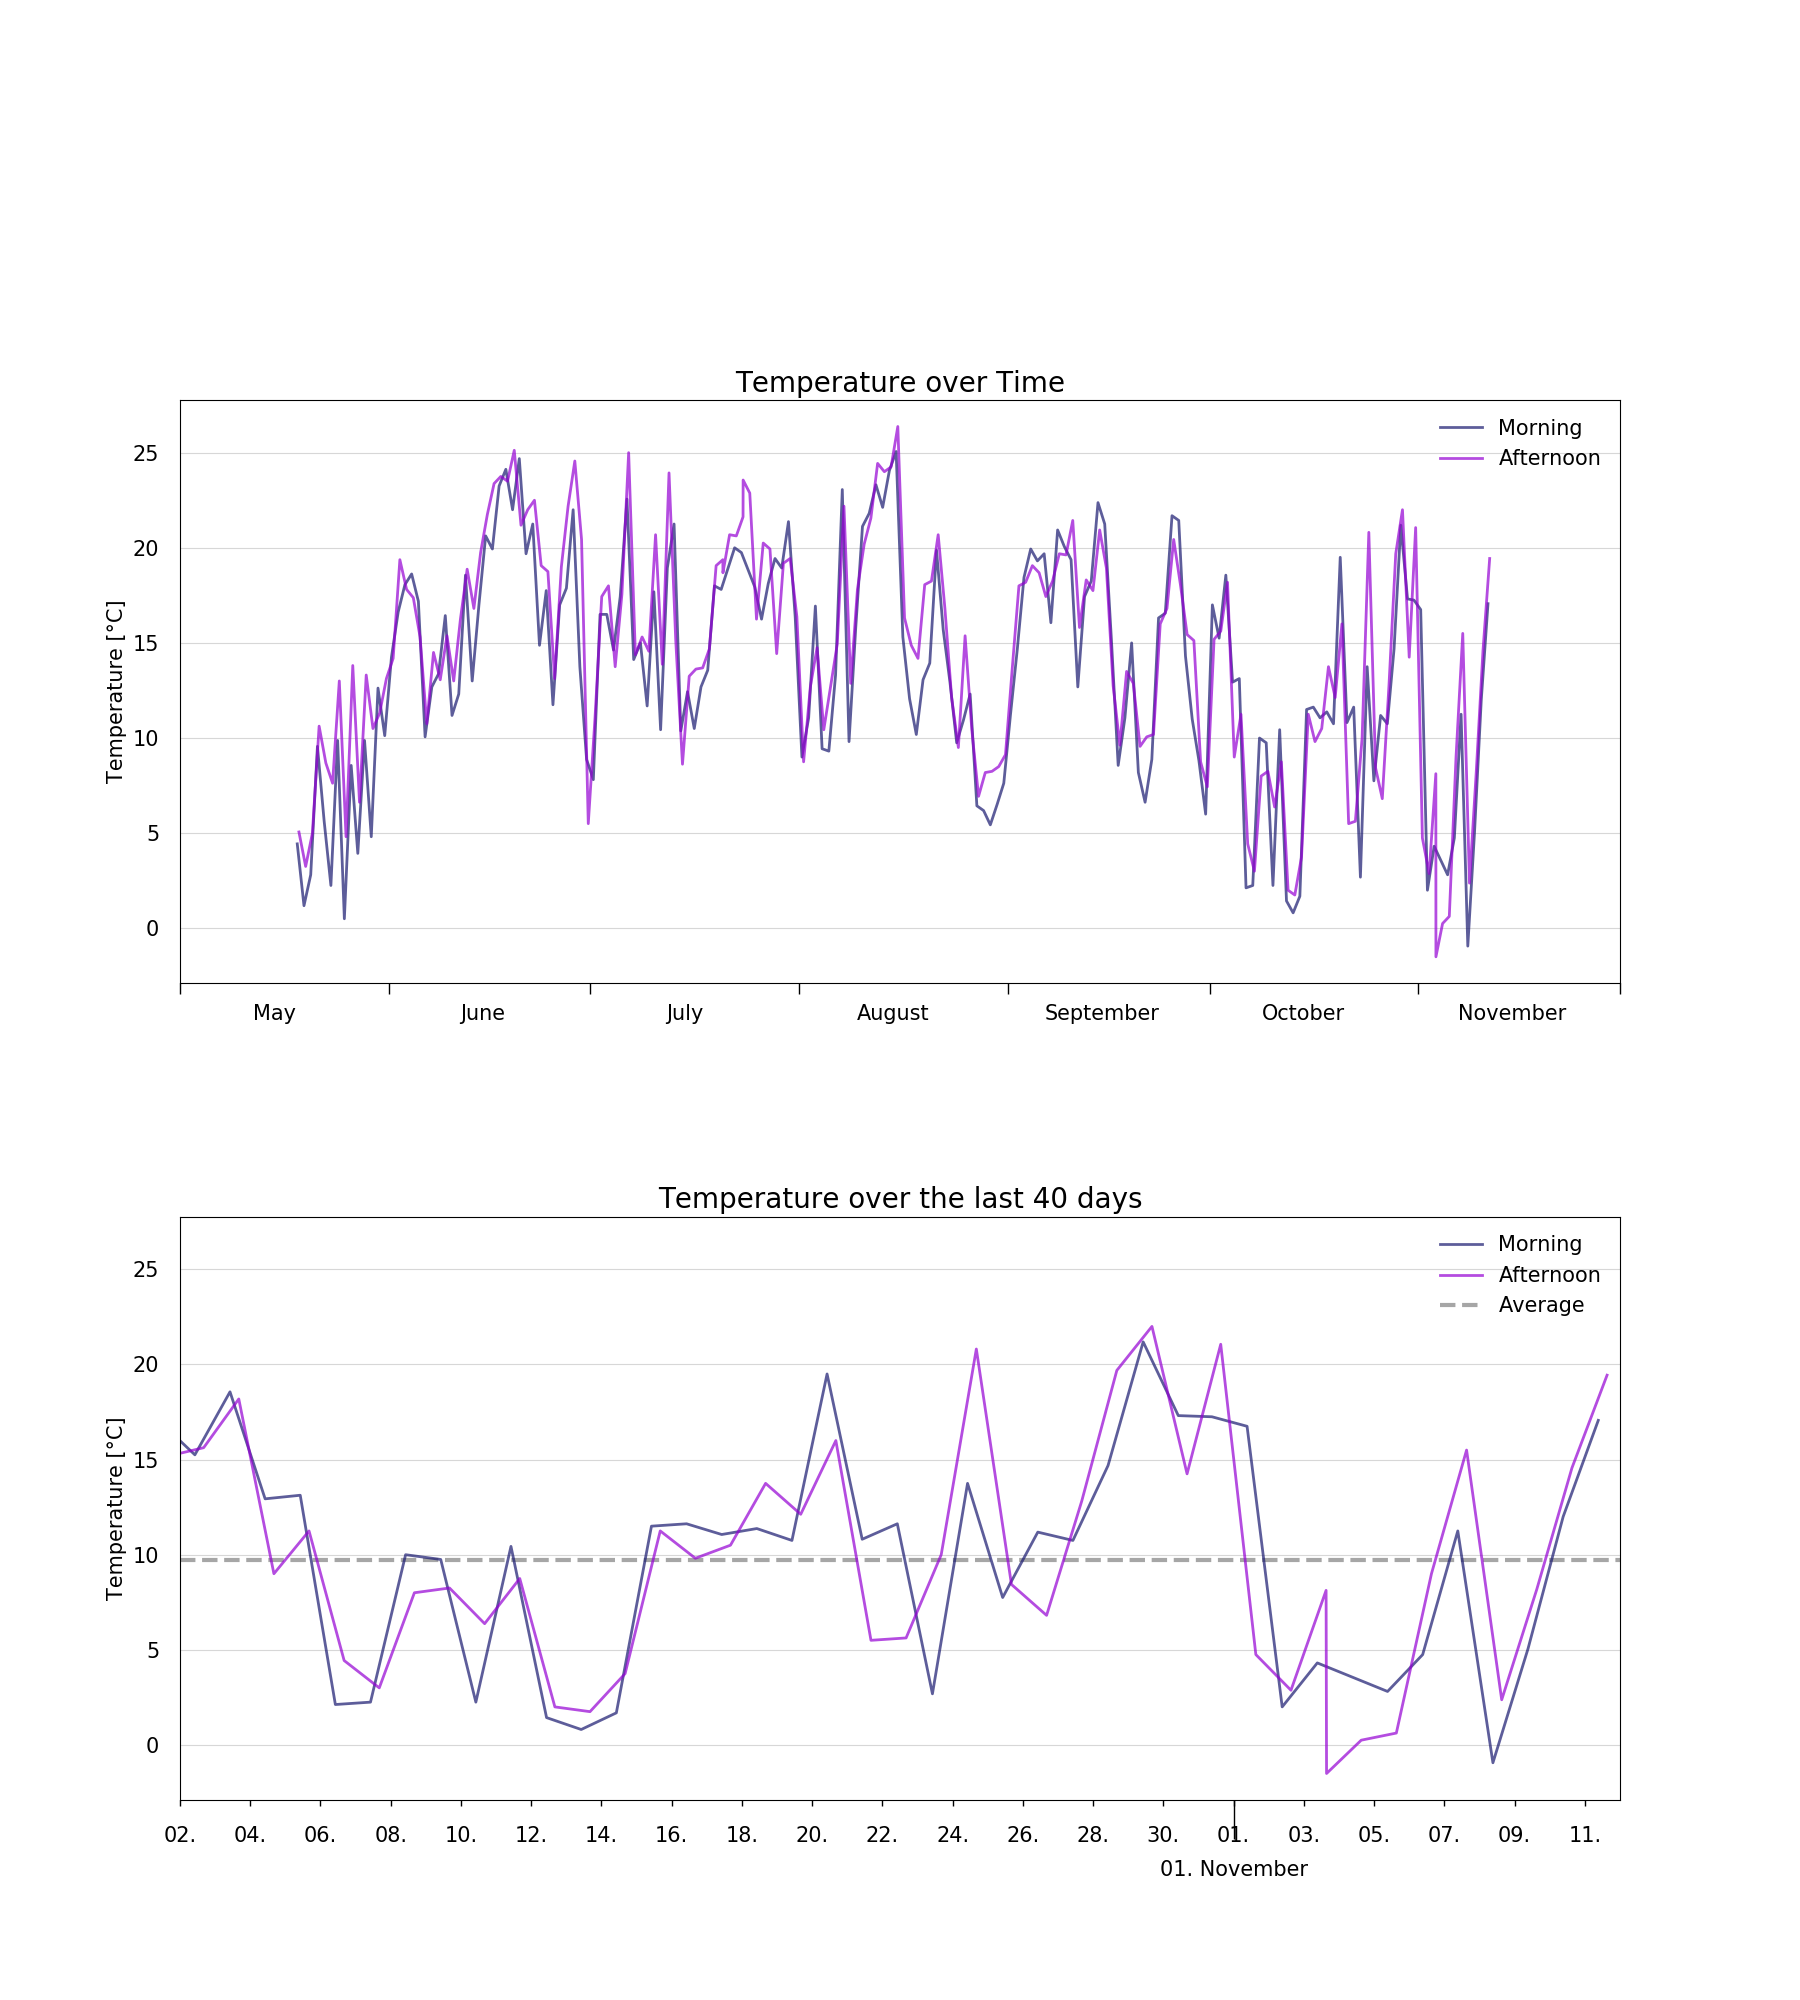 Temperature over Time
Morning
Afternoon
25
20
15
10
5
0
Temperature [°C]
May June July August September October November
Temperature over the last 40 days
Morning
Afternoon
Average
25
20
15
10
5
0
Temperature [°C]
02. 04. 06. 08. 10. 12. 14. 16. 18. 20. 22. 24. 26. 28. 30. 01. 03. 05. 07. 09. 11.
01. November